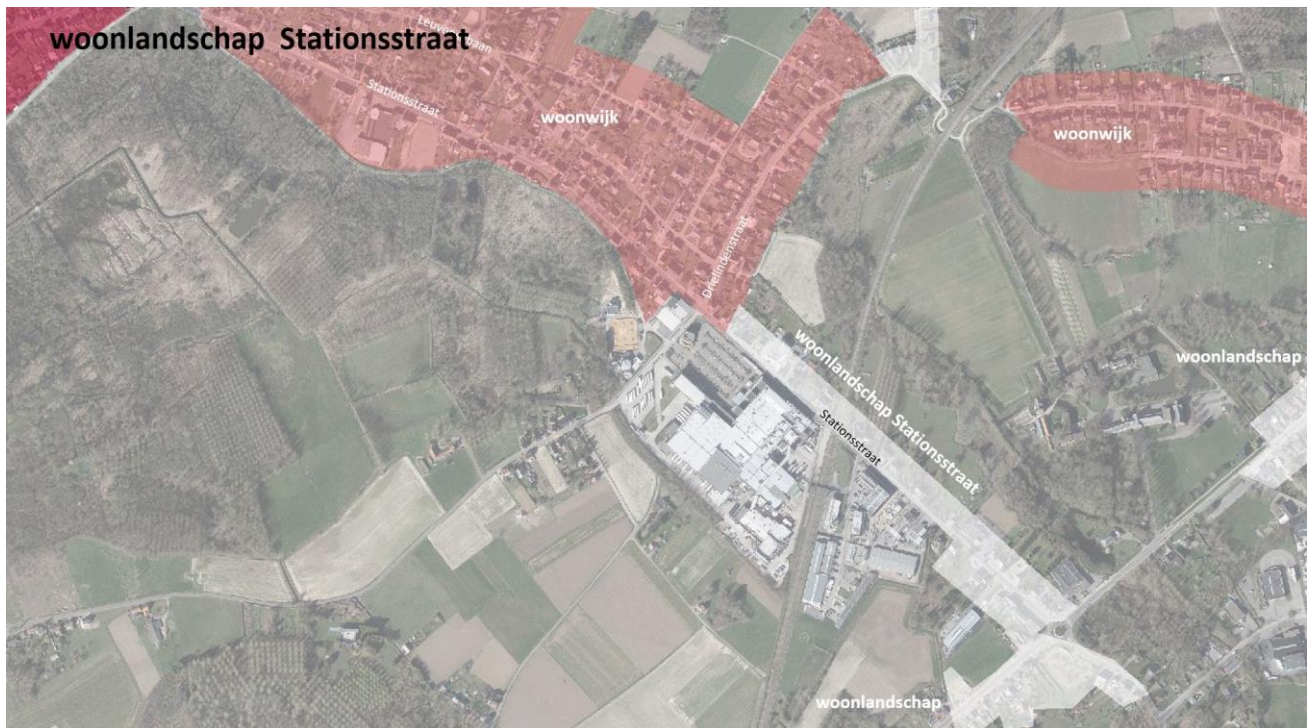 woonlandschap Stationsstraat
Stationsstraat
woonwijk
woonwijk
Drielindenstraat
woonlandschap Stationsstraat
Stationsstraat
woonlandschap
woonlandschap